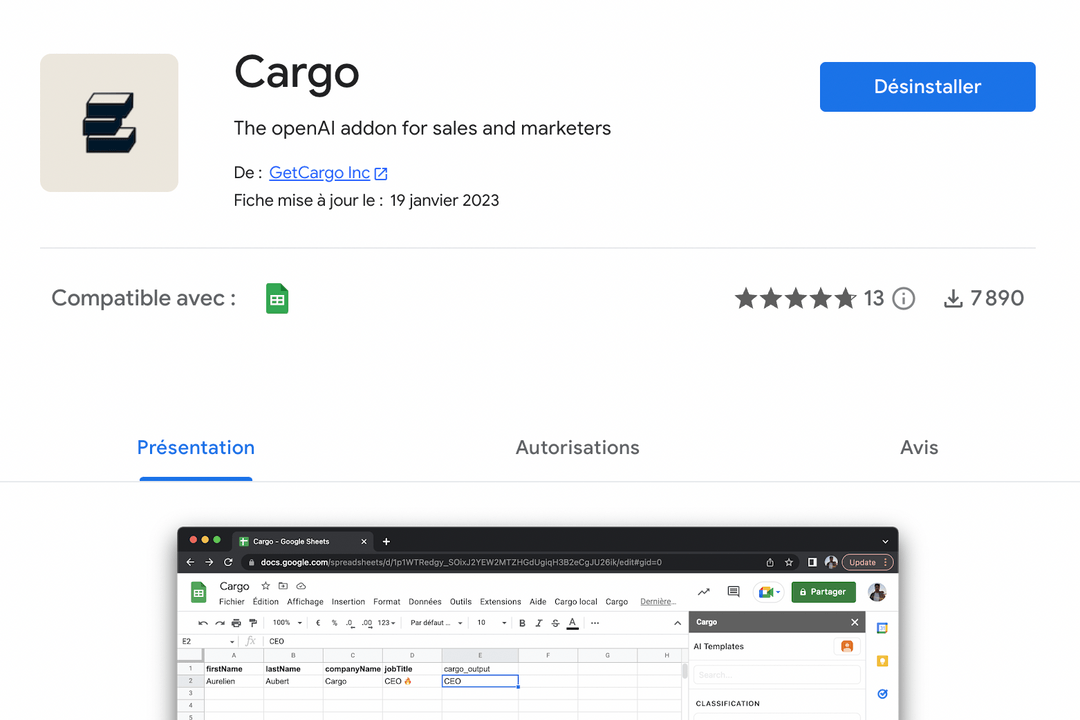 Cargo
Désinstaller
The openAI addon for sales and marketers
De : GetCargo Inc
Fiche mise à jour le : 19 janvier 2023
Compatible avec :
13
7 890
Présentation
Autorisations
Avis
Cargo - Google Sheets
docs.google.com/spreadsheets/d/1p1WTRedgy_SOixJ2YEW2MTZHGdUgiqH3B2eCgJU26ik/edit#gid=0
Update
Cargo
Fichier Édition Affichage Insertion Format Données Outils Extensions Aide Cargo local Cargo Dernière...
Partager
100% € % .0 .00 123 Par défaut ... 10 B I S A ...
Cargo
E2 fx CEO
AI Templates
A B C D E F G H
1 firstName lastName companyName jobTitle cargo_output
Search...
2 Aurelien Aubert Cargo CEO 🔥 CEO
3
4
CLASSIFICATION
5